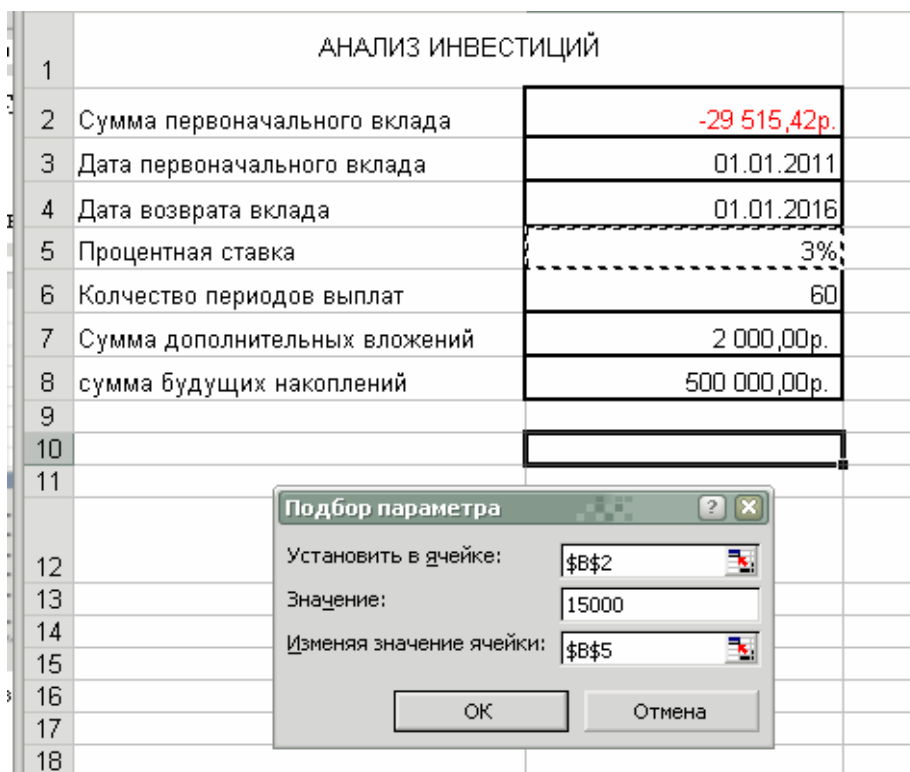 1 АНАЛИЗ ИНВЕСТИЦИЙ
2 Сумма первоначального вклада -29 515,42р.
3 Дата первоначального вклада 01.01.2011
4 Дата возврата вклада 01.01.2016
5 Процентная ставка 3%
6 Колчество периодов выплат 60
7 Сумма дополнительных вложений 2 000,00р.
8 сумма будущих накоплений 500 000,00р.
9
10
11
Подбор параметра
12 Установить в ячейке: $B$2
13 Значение: 15000
14
Изменяя значение ячейки: $B$5
15
16
ОК Отмена
17
18